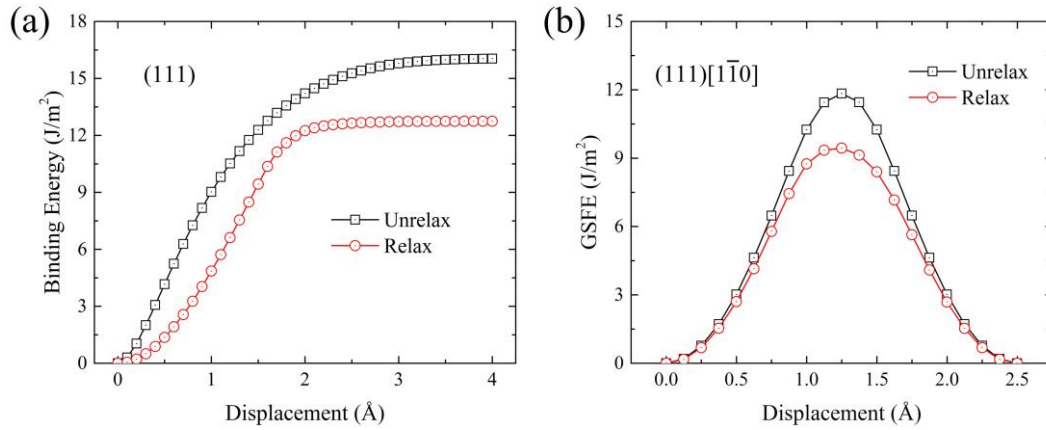 (a)
Binding Energy (J/m²)
18
15
12
9
6
3
0
(111)
Unrelax
Relax
0 1 2 3 4
Displacement (Å)
(b)
GSFE (J/m²)
15
12
9
6
3
0
(111)[11̅0]
Unrelax
Relax
0.0 0.5 1.0 1.5 2.0 2.5
Displacement (Å)